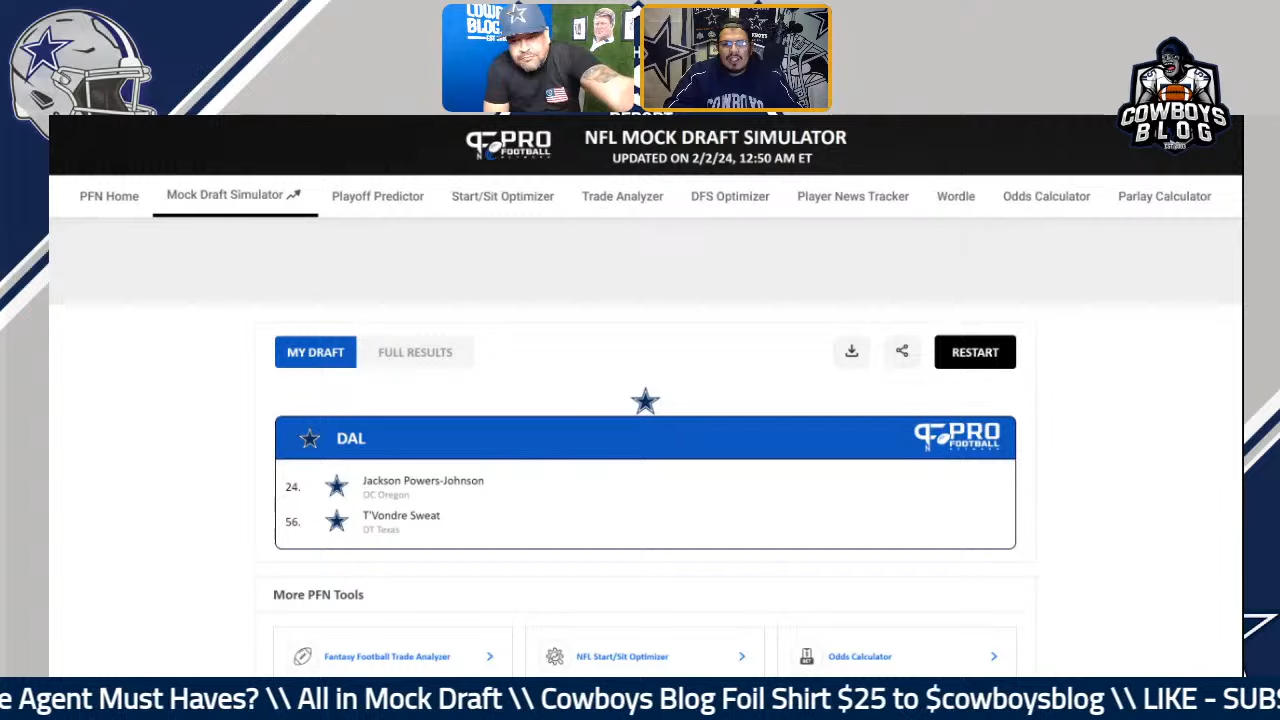 COWBOYS
BLOG
COWBOYS
BLOG
PRO
FOOTBALL
NETWORK
NFL MOCK DRAFT SIMULATOR
UPDATED ON 2/2/24, 12:50 AM ET
PFN Home
Mock Draft Simulator
Playoff Predictor
Start/Sit Optimizer
Trade Analyzer
DFS Optimizer
Player News Tracker
Wordle
Odds Calculator
Parlay Calculator
MY DRAFT
FULL RESULTS
RESTART
DAL
PRO
FOOTBALL
NETWORK
24.
Jackson Powers-Johnson
OC Oregon
56.
T'Vondre Sweat
DT Texas
More PFN Tools
Fantasy Football Trade Analyzer
NFL Start/Sit Optimizer
Odds Calculator
e Agent Must Haves? \\ All in Mock Draft \\ Cowboys Blog Foil Shirt $25 to $cowboysblog \\ LIKE - SUBS